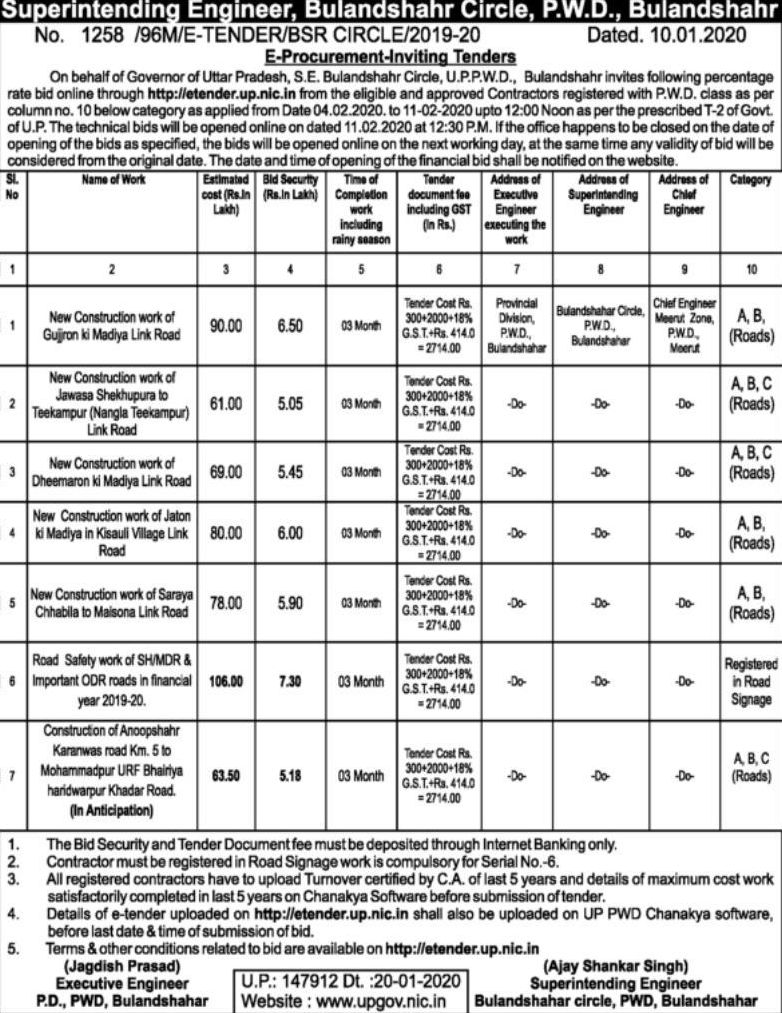 Superintending Engineer, Bulandshahr Circle, P.W.D., Bulandshahr
No. 1258 /96M/E-TENDER/BSR CIRCLE/2019-20 Dated. 10.01.2020
E-Procurement-Inviting Tenders
On behalf of Governor of Uttar Pradesh, S.E. Bulandshahr Circle, U.P.P.W.D., Bulandshahr invites following percentage
rate bid online through http://etender.up.nic.in from the eligible and approved Contractors registered with P.W.D. class as per
column no. 10 below category as applied from Date 04.02.2020. to 11-02-2020 upto 12:00 Noon as per the prescribed T-2 of Govt.
of U.P. The technical bids will be opened online on dated 11.02.2020 at 12:30 P.M. If the office happens to be closed on the date of
opening of the bids as specified, the bids will be opened online on the next working day, at the same time any validity of bid will be
considered from the original date. The date and time of opening of the financial bid shall be notified on the website.
Sl. No | Name of Work | Estimated cost (Rs.In Lakh) | Bid Security (Rs.In Lakh) | Time of Completion work including rainy season | Tender document fee including GST (in Rs.) | Address of Executive Engineer executing the work | Address of Superintending Engineer | Address of Chief Engineer | Category
1 | 2 | 3 | 4 | 5 | 6 | 7 | 8 | 9 | 10
1 | New Construction work of Gujjron ki Madiya Link Road | 90.00 | 6.50 | 03 Month | Tender Cost Rs. 300+2000+18% G.S.T.+Rs. 414.0 = 2714.00 | Provincial Division, P.W.D., Bulandshahar | Bulandshahar Circle, P.W.D., Bulandshahar | Chief Engineer Meerut Zone, P.W.D., Meerut | A, B, (Roads)
2 | New Construction work of Jawasa Shekhupura to Teekampur (Nangla Teekampur) Link Road | 61.00 | 5.05 | 03 Month | Tender Cost Rs. 300+2000+18% G.S.T.+Rs. 414.0 = 2714.00 | -Do- | -Do- | -Do- | A, B, C (Roads)
3 | New Construction work of Dheemaron ki Madiya Link Road | 69.00 | 5.45 | 03 Month | Tender Cost Rs. 300+2000+18% G.S.T.+Rs. 414.0 = 2714.00 | -Do- | -Do- | -Do- | A, B, C (Roads)
4 | New Construction work of Jaton ki Madiya in Kisauli Village Link Road | 80.00 | 6.00 | 03 Month | Tender Cost Rs. 300+2000+18% G.S.T.+Rs. 414.0 =2714.00 | -Do- | -Do- | -Do- | A, B, (Roads)
5 | New Construction work of Saraya Chhabila to Maisona Link Road | 78.00 | 5.90 | 03 Month | Tender Cost Rs. 300+2000+18% G.S.T.+Rs. 414.0 = 2714.00 | -Do- | -Do- | -Do- | A, B, (Roads)
6 | Road Safety work of SH/MDR & Important ODR roads in financial year 2019-20. | 106.00 | 7.30 | 03 Month | Tender Cost Rs. 300+2000+18% G.S.T.+Rs. 414.0 = 2714.00 | -Do- | -Do- | -Do- | Registered in Road Signage
7 | Construction of Anoopshahr Karanwas road Km. 5 to Mohammadpur URF Bhairiya haridwarpur Khadar Road. (In Anticipation) | 63.50 | 5.18 | 03 Month | Tender Cost Rs. 300+2000+18% G.S.T.+Rs. 414.0 = 2714.00 | -Do- | -Do- | -Do- | A, B, C (Roads)
1. The Bid Security and Tender Document fee must be deposited through Internet Banking only.
2. Contractor must be registered in Road Signage work is compulsory for Serial No.-6.
3. All registered contractors have to upload Turnover certified by C.A. of last 5 years and details of maximum cost work
satisfactorily completed in last 5 years on Chanakya Software before submission of tender.
4. Details of e-tender uploaded on http://etender.up.nic.in shall also be uploaded on UP PWD Chanakya software,
before last date & time of submission of bid.
5. Terms & other conditions related to bid are available on http://etender.up.nic.in
(Jagdish Prasad)
Executive Engineer
P.D., PWD, Bulandshahar
U.P.: 147912 Dt. :20-01-2020
Website : www.upgov.nic.in
(Ajay Shankar Singh)
Superintending Engineer
Bulandshahar circle, PWD, Bulandshahar